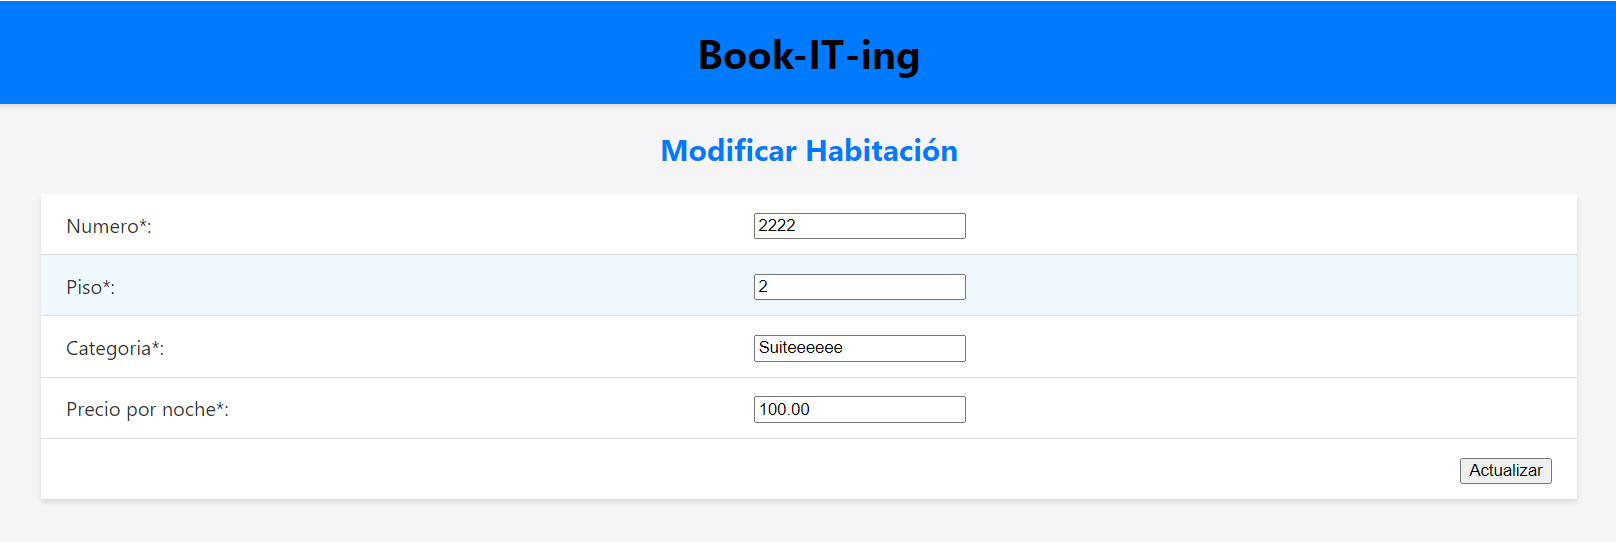 Book-IT-ing
Modificar Habitación
Numero*: 2222
Piso*: 2
Categoria*: Suiteeeeee
Precio por noche*: 100.00
Actualizar